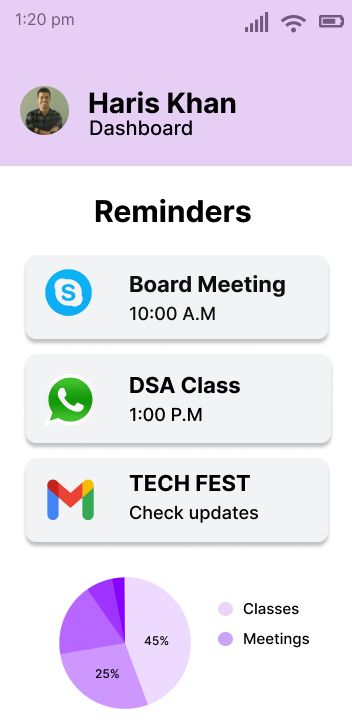 1:20 pm
Haris Khan
Dashboard
Reminders
S
Board Meeting
10:00 A.M
DSA Class
1:00 P.M
TECH FEST
Check updates
45%
25%
Classes
Meetings